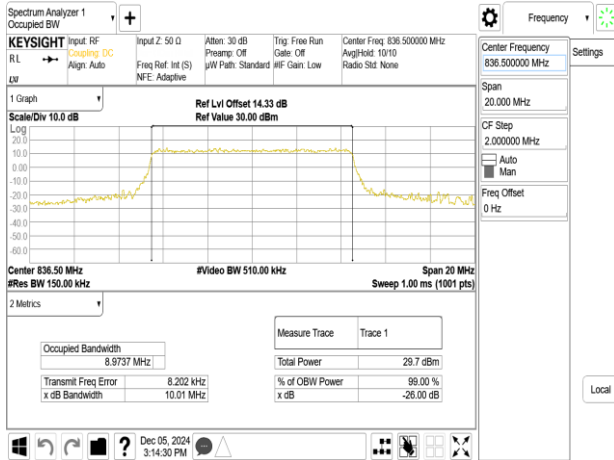 Spectrum Analyzer 1
Occupied BW
Frequency
KEYSIGHT
RL
Input: RF
Coupling: DC
Align: Auto
Input Z: 50 Ω
Freq Ref: Int (S)
NFE: Adaptive
Atten: 30 dB
Preamp: Off
µW Path: Standard
Trig: Free Run
Gate: Off
#IF Gain: Low
Center Freq: 836.500000 MHz
Avg|Hold: 10/10
Radio Std: None
Center Frequency
836.500000 MHz
Settings
Span
20.000 MHz
CF Step
2.000000 MHz
Auto
Man
Freq Offset
0 Hz
Local
1 Graph
Scale/Div 10.0 dB
Ref Lvl Offset 14.33 dB
Ref Value 30.00 dBm
Log
20.0
10.0
0.00
-10.0
-20.0
-30.0
-40.0
-50.0
-60.0
Center 836.50 MHz
#Res BW 150.00 kHz
#Video BW 510.00 kHz
Span 20 MHz
Sweep 1.00 ms (1001 pts)
2 Metrics
Occupied Bandwidth
8.9737 MHz
Transmit Freq Error 8.202 kHz
x dB Bandwidth 10.01 MHz
Measure Trace Trace 1
Total Power 29.7 dBm
% of OBW Power 99.00 %
x dB -26.00 dB
?
Dec 05, 2024
3:14:30 PM